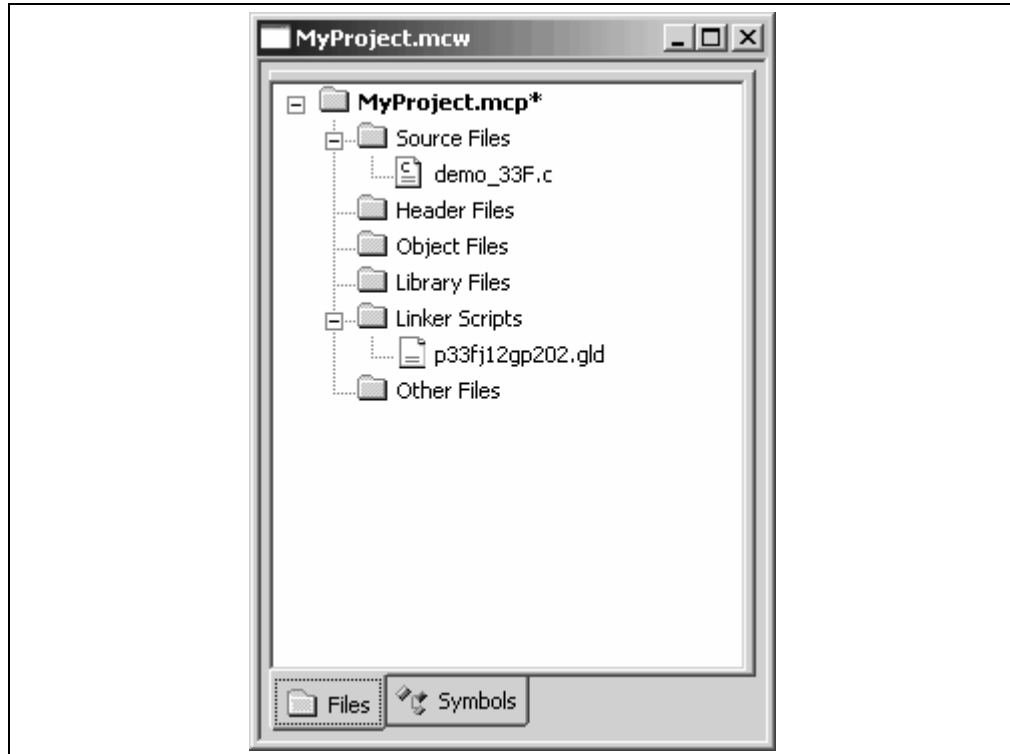 MyProject.mcw
MyProject.mcp*
Source Files
demo_33F.c
Header Files
Object Files
Library Files
Linker Scripts
p33fj12gp202.gld
Other Files
Files Symbols